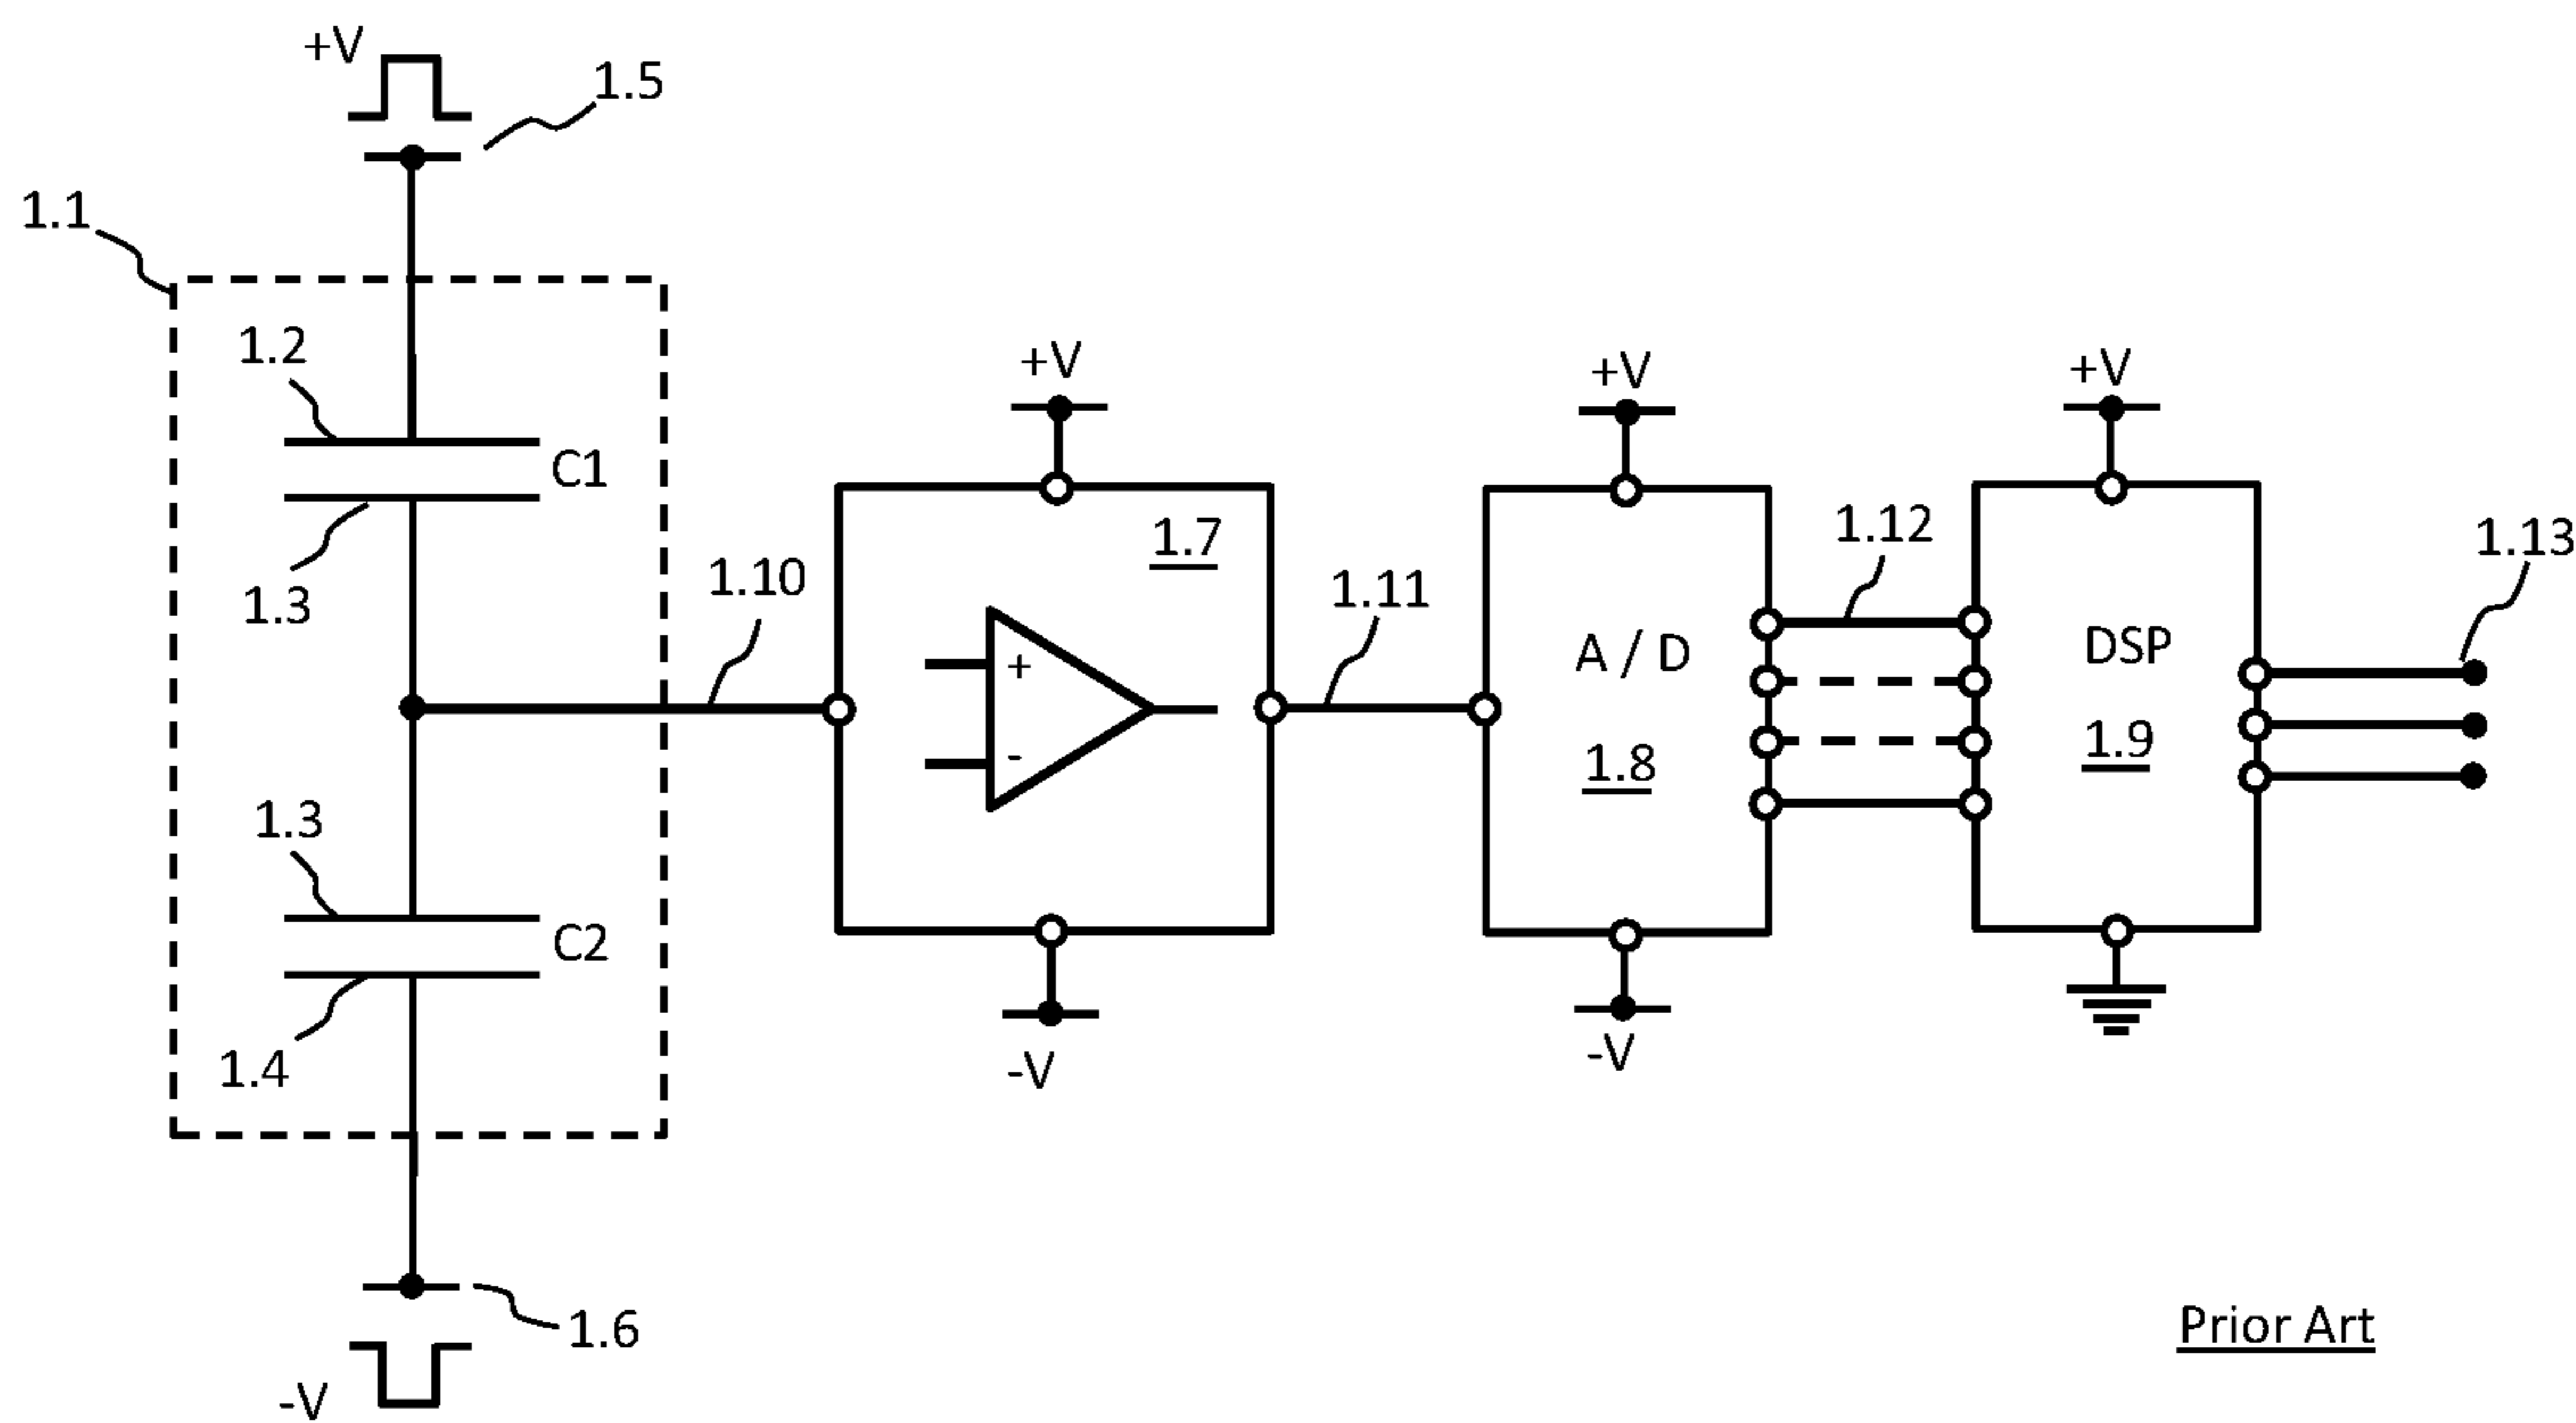 +V
1.5
1.1
1.2
C1
1.3
1.10
1.3
C2
1.4
1.6
-V
+V
1.7
+
-
-V
1.11
+V
A / D
1.8
-V
1.12
+V
DSP
1.9
1.13
Prior Art